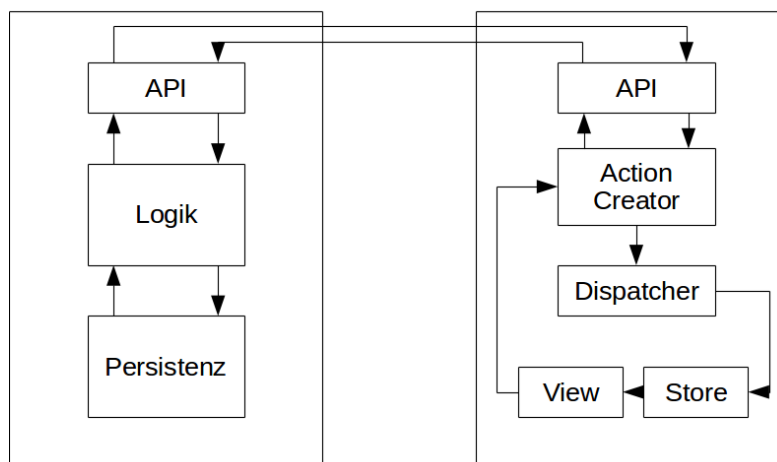 API
Logik
Persistenz
API
Action
Creator
Dispatcher
View
Store